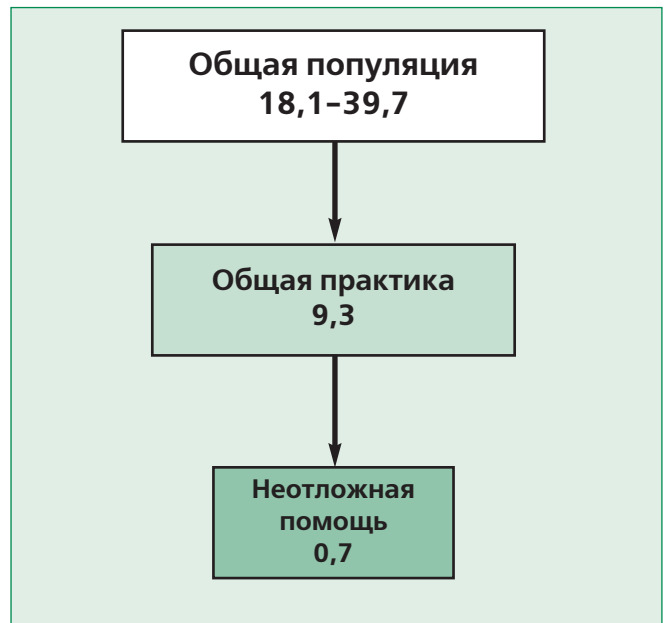 Общая популяция
18,1–39,7
Общая практика
9,3
Неотложная
помощь
0,7